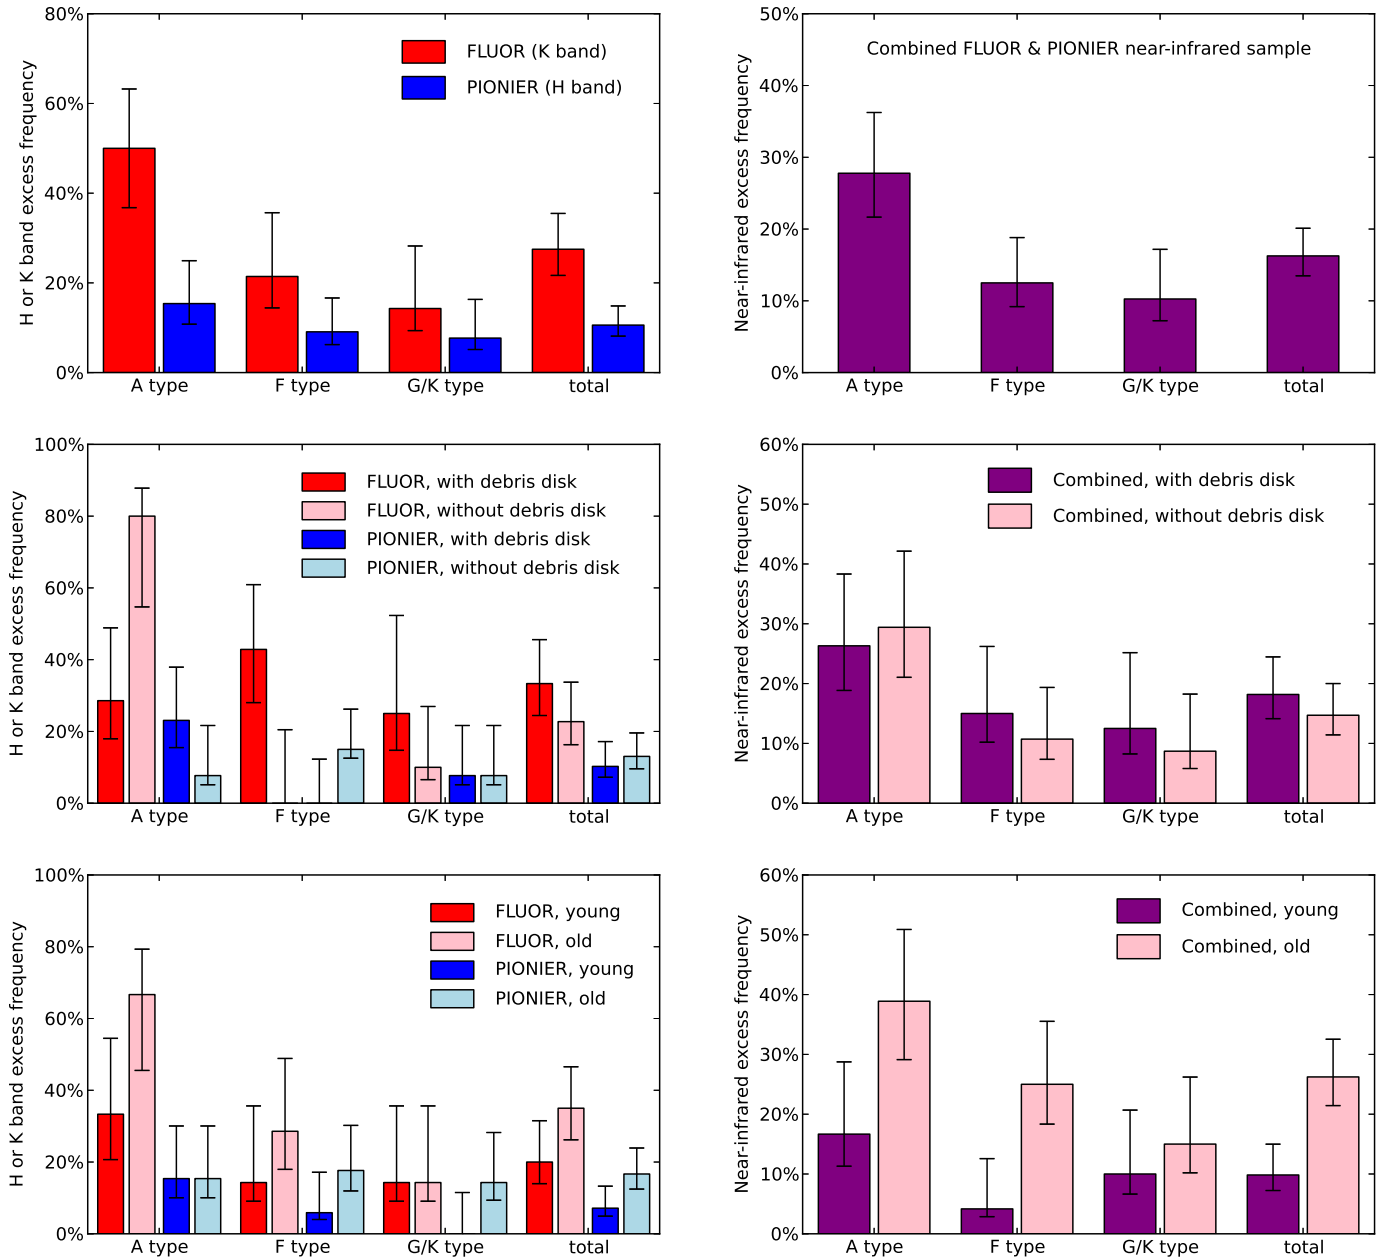 80%
60%
40%
20%
0%
H or K band excess frequency
FLUOR (K band)
PIONIER (H band)
A type
F type
G/K type
total
50%
40%
30%
20%
10%
0%
Near-infrared excess frequency
Combined FLUOR & PIONIER near-infrared sample
A type
F type
G/K type
total
100%
80%
60%
40%
20%
0%
H or K band excess frequency
FLUOR, with debris disk
FLUOR, without debris disk
PIONIER, with debris disk
PIONIER, without debris disk
A type
F type
G/K type
total
60%
50%
40%
30%
20%
10%
0%
Near-infrared excess frequency
Combined, with debris disk
Combined, without debris disk
A type
F type
G/K type
total
100%
80%
60%
40%
20%
0%
H or K band excess frequency
FLUOR, young
FLUOR, old
PIONIER, young
PIONIER, old
A type
F type
G/K type
total
60%
50%
40%
30%
20%
10%
0%
Near-infrared excess frequency
Combined, young
Combined, old
A type
F type
G/K type
total